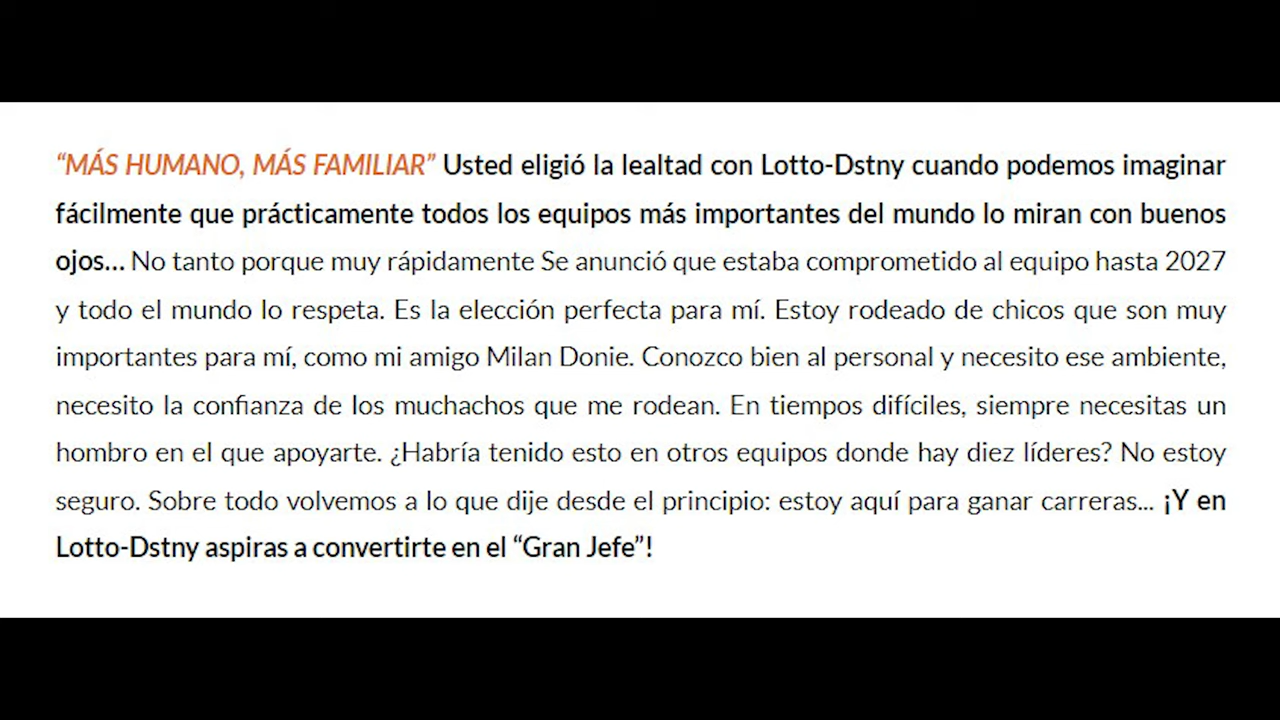 “MÁS HUMANO, MÁS FAMILIAR” Usted eligió la lealtad con Lotto-Dstny cuando podemos imaginar
fácilmente que prácticamente todos los equipos más importantes del mundo lo miran con buenos
ojos... No tanto porque muy rápidamente Se anunció que estaba comprometido al equipo hasta 2027
y todo el mundo lo respeta. Es la elección perfecta para mí. Estoy rodeado de chicos que son muy
importantes para mí, como mi amigo Milan Donie. Conozco bien al personal y necesito ese ambiente,
necesito la confianza de los muchachos que me rodean. En tiempos difíciles, siempre necesitas un
hombro en el que apoyarte. ¿Habría tenido esto en otros equipos donde hay diez líderes? No estoy
seguro. Sobre todo volvemos a lo que dije desde el principio: estoy aquí para ganar carreras... ¡Y en
Lotto-Dstny aspiras a convertirte en el “Gran Jefe”!